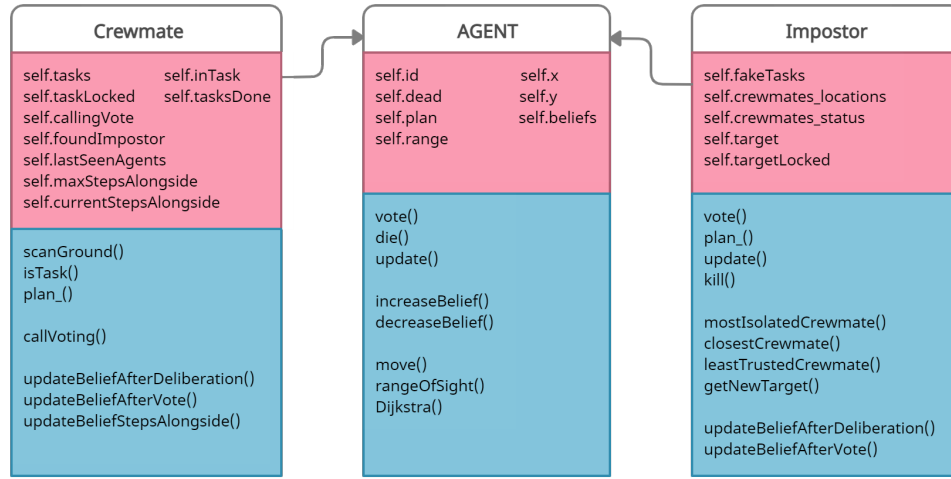 Crewmate
self.tasks self.inTask
self.taskLocked self.tasksDone
self.callingVote
self.foundImpostor
self.lastSeenAgents
self.maxStepsAlongside
self.currentStepsAlongside
scanGround()
isTask()
plan_()
callVoting()
updateBeliefAfterDeliberation()
updateBeliefAfterVote()
updateBeliefStepsAlongside()
AGENT
self.id self.x
self.dead self.y
self.plan self.beliefs
self.range
vote()
die()
update()
increaseBelief()
decreaseBelief()
move()
rangeOfSight()
Dijkstra()
Impostor
self.fakeTasks
self.crewmates_locations
self.crewmates_status
self.target
self.targetLocked
vote()
plan_()
update()
kill()
mostIsolatedCrewmate()
closestCrewmate()
leastTrustedCrewmate()
getNewTarget()
updateBeliefAfterDeliberation()
updateBeliefAfterVote()